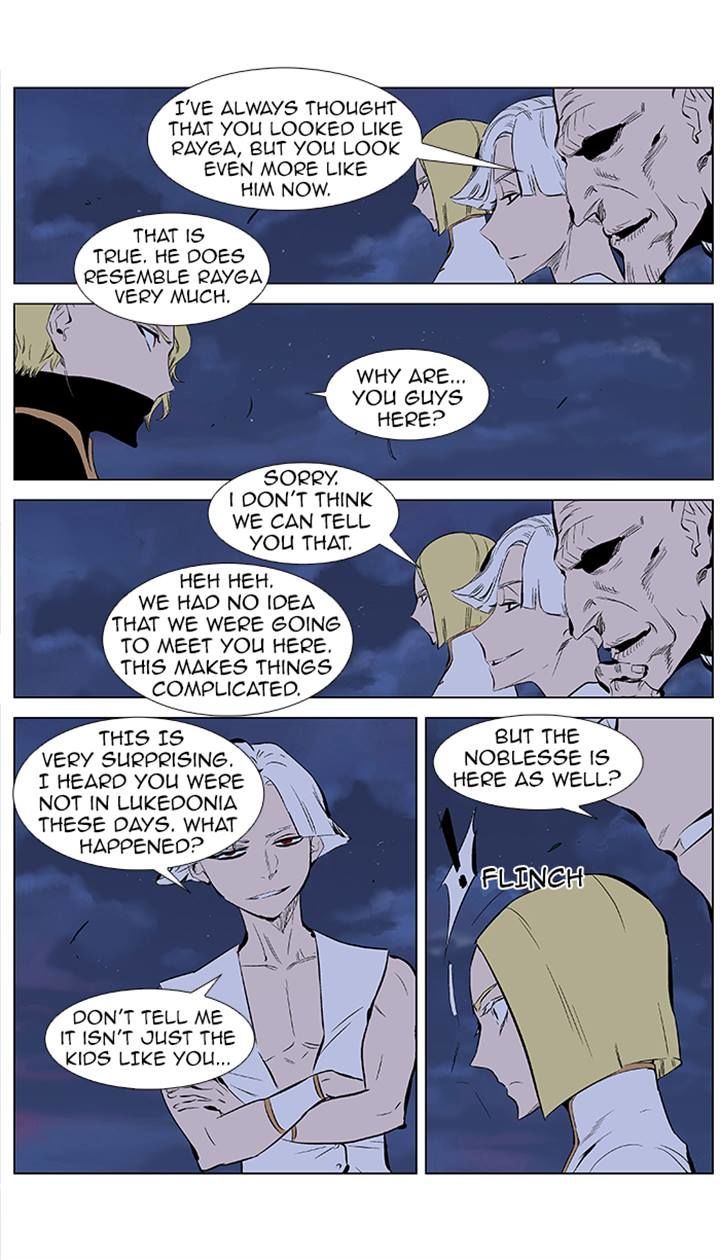 I'VE ALWAYS THOUGHT
THAT YOU LOOKED LIKE
RAYGA, BUT YOU LOOK
EVEN MORE LIKE
HIM NOW.
THAT IS
TRUE. HE DOES
RESEMBLE RAYGA
VERY MUCH.
WHY ARE...
YOU GUYS
HERE?
SORRY.
I DON'T THINK
WE CAN TELL
YOU THAT.
HEH HEH.
WE HAD NO IDEA
THAT WE WERE GOING
TO MEET YOU HERE.
THIS MAKES THINGS
COMPLICATED.
THIS IS
VERY SURPRISING.
I HEARD YOU WERE
NOT IN LUKEDONIA
THESE DAYS. WHAT
HAPPENED?
DON'T TELL ME
IT ISN'T JUST THE
KIDS LIKE YOU...
BUT THE
NOBLESSE IS
HERE AS WELL?
!
FLINCH